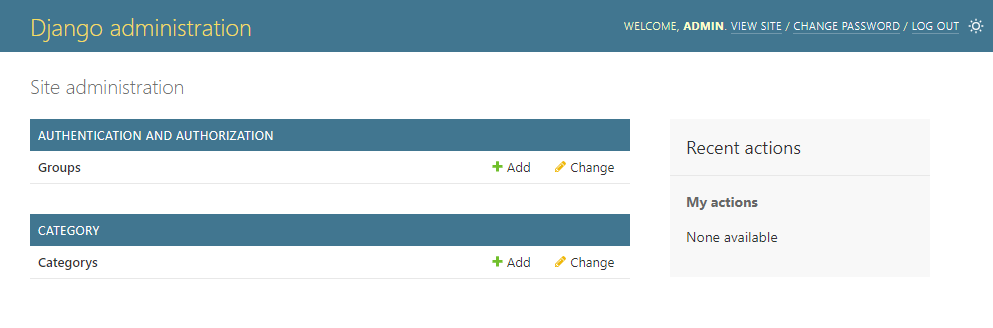 Django administration
WELCOME, ADMIN. VIEW SITE / CHANGE PASSWORD / LOG OUT
Site administration
AUTHENTICATION AND AUTHORIZATION
Groups Add Change
CATEGORY
Categorys Add Change
Recent actions
My actions
None available